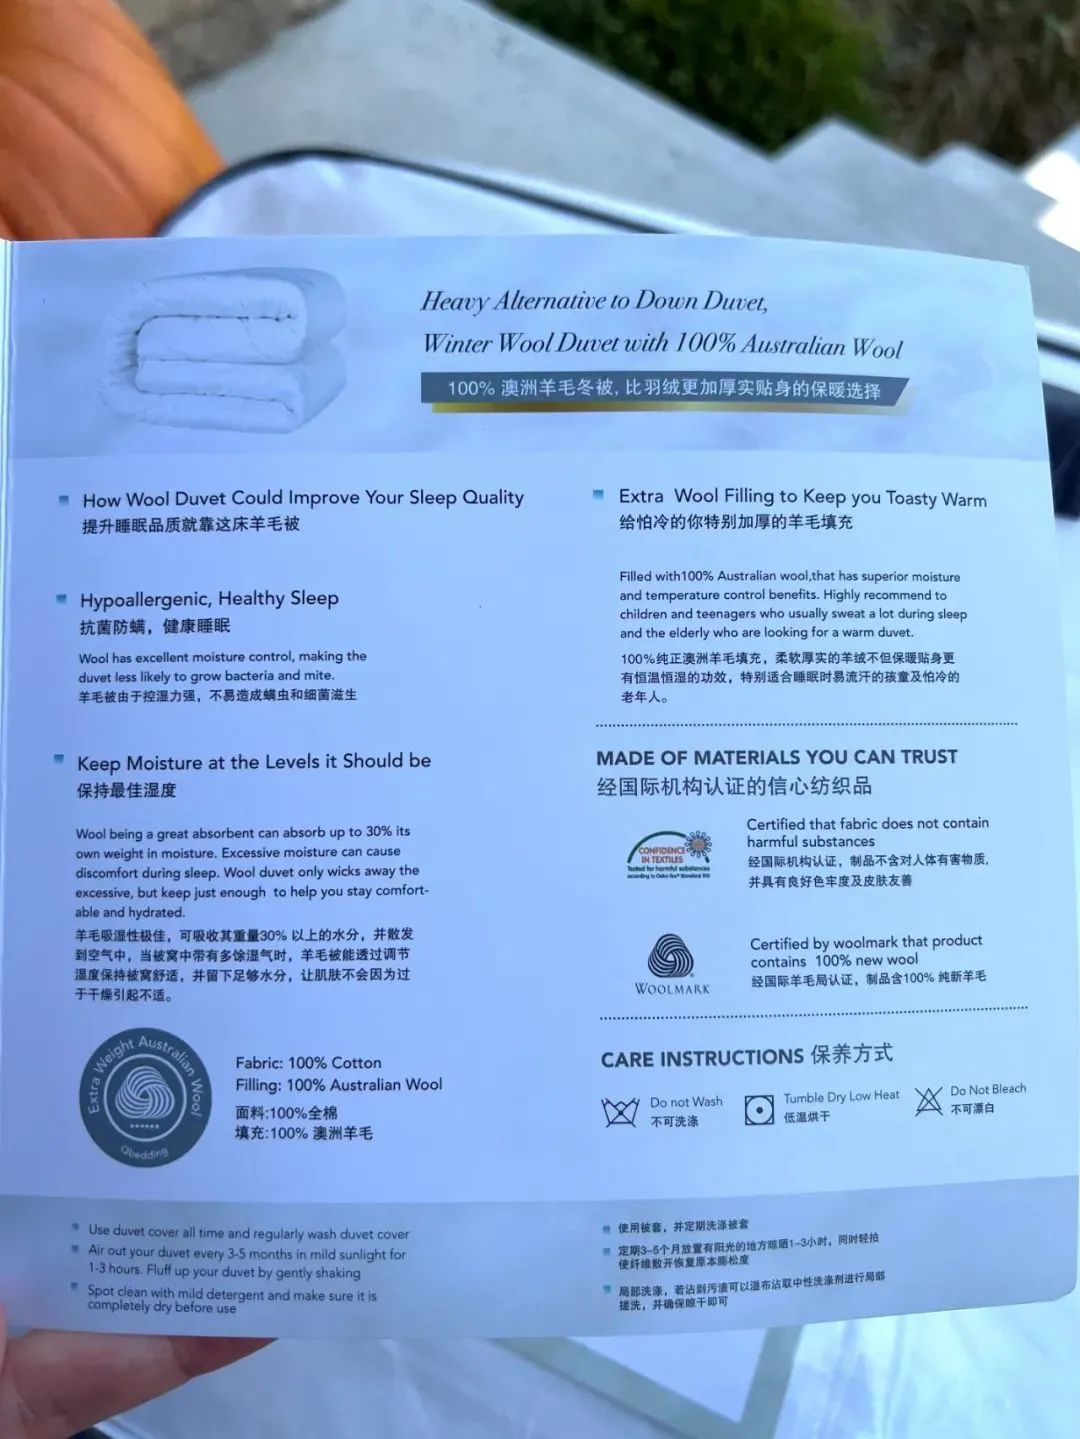 Heavy Alternative to Down Duvet,
Winter Wool Duvet with 100% Australian Wool
100% 澳洲羊毛冬被, 比羽绒更加厚实贴身的保暖选择
How Wool Duvet Could Improve Your Sleep Quality
提升睡眠品质就靠这床羊毛被
Hypoallergenic, Healthy Sleep
抗菌防螨，健康睡眠
Wool has excellent moisture control, making the
duvet less likely to grow bacteria and mite.
羊毛被由于控湿力强，不易造成螨虫和细菌滋生
Keep Moisture at the Levels it Should be
保持最佳湿度
Wool being a great absorbent can absorb up to 30% its
own weight in moisture. Excessive moisture can cause
discomfort during sleep. Wool duvet only wicks away the
excessive, but keep just enough to help you stay comfort-
able and hydrated.
羊毛吸湿性极佳，可吸收其重量30% 以上的水分，并散发
到空气中，当被窝中带有多馀湿气时，羊毛被能透过调节
湿度保持被窝舒适，并留下足够水分，让肌肤不会因为过
于干燥引起不适。
Extra Weight Australian Wool
Qbedding
Fabric: 100% Cotton
Filling: 100% Australian Wool
面料:100%全棉
填充:100% 澳洲羊毛
Extra Wool Filling to Keep you Toasty Warm
给怕冷的你特别加厚的羊毛填充
Filled with100% Australian wool,that has superior moisture
and temperature control benefits. Highly recommend to
children and teenagers who usually sweat a lot during sleep
and the elderly who are looking for a warm duvet.
100%纯正澳洲羊毛填充，柔软厚实的羊绒不但保暖贴身更
有恒温恒湿的功效，特别适合睡眠时易流汗的孩童及怕冷的
老年人。
MADE OF MATERIALS YOU CAN TRUST
经国际机构认证的信心纺织品
CONFIDENCE
IN TEXTILES
Tested for harmful substances
according to Oeko-Tex® Standard 100
Certified that fabric does not contain
harmful substances
经国际机构认证，制品不含对人体有害物质,
并具有良好色牢度及皮肤友善
WOOLMARK
Certified by woolmark that product
contains 100% new wool
经国际羊毛局认证，制品含100% 纯新羊毛
CARE INSTRUCTIONS 保养方式
Do not Wash
不可洗涤
Tumble Dry Low Heat
低温烘干
Do Not Bleach
不可漂白
Use duvet cover all time and regularly wash duvet cover
Air out your duvet every 3-5 months in mild sunlight for
1-3 hours. Fluff up your duvet by gently shaking
Spot clean with mild detergent and make sure it is
completely dry before use
使用被套，并定期洗涤被套
定期3–5个月放置有阳光的地方晾晒1–3小时，同时轻拍
使纤维散开恢复原本膨松度
局部洗涤，若沾到污渍可以湿布沾取中性洗涤剂进行局部
搓洗，并确保晾干即可